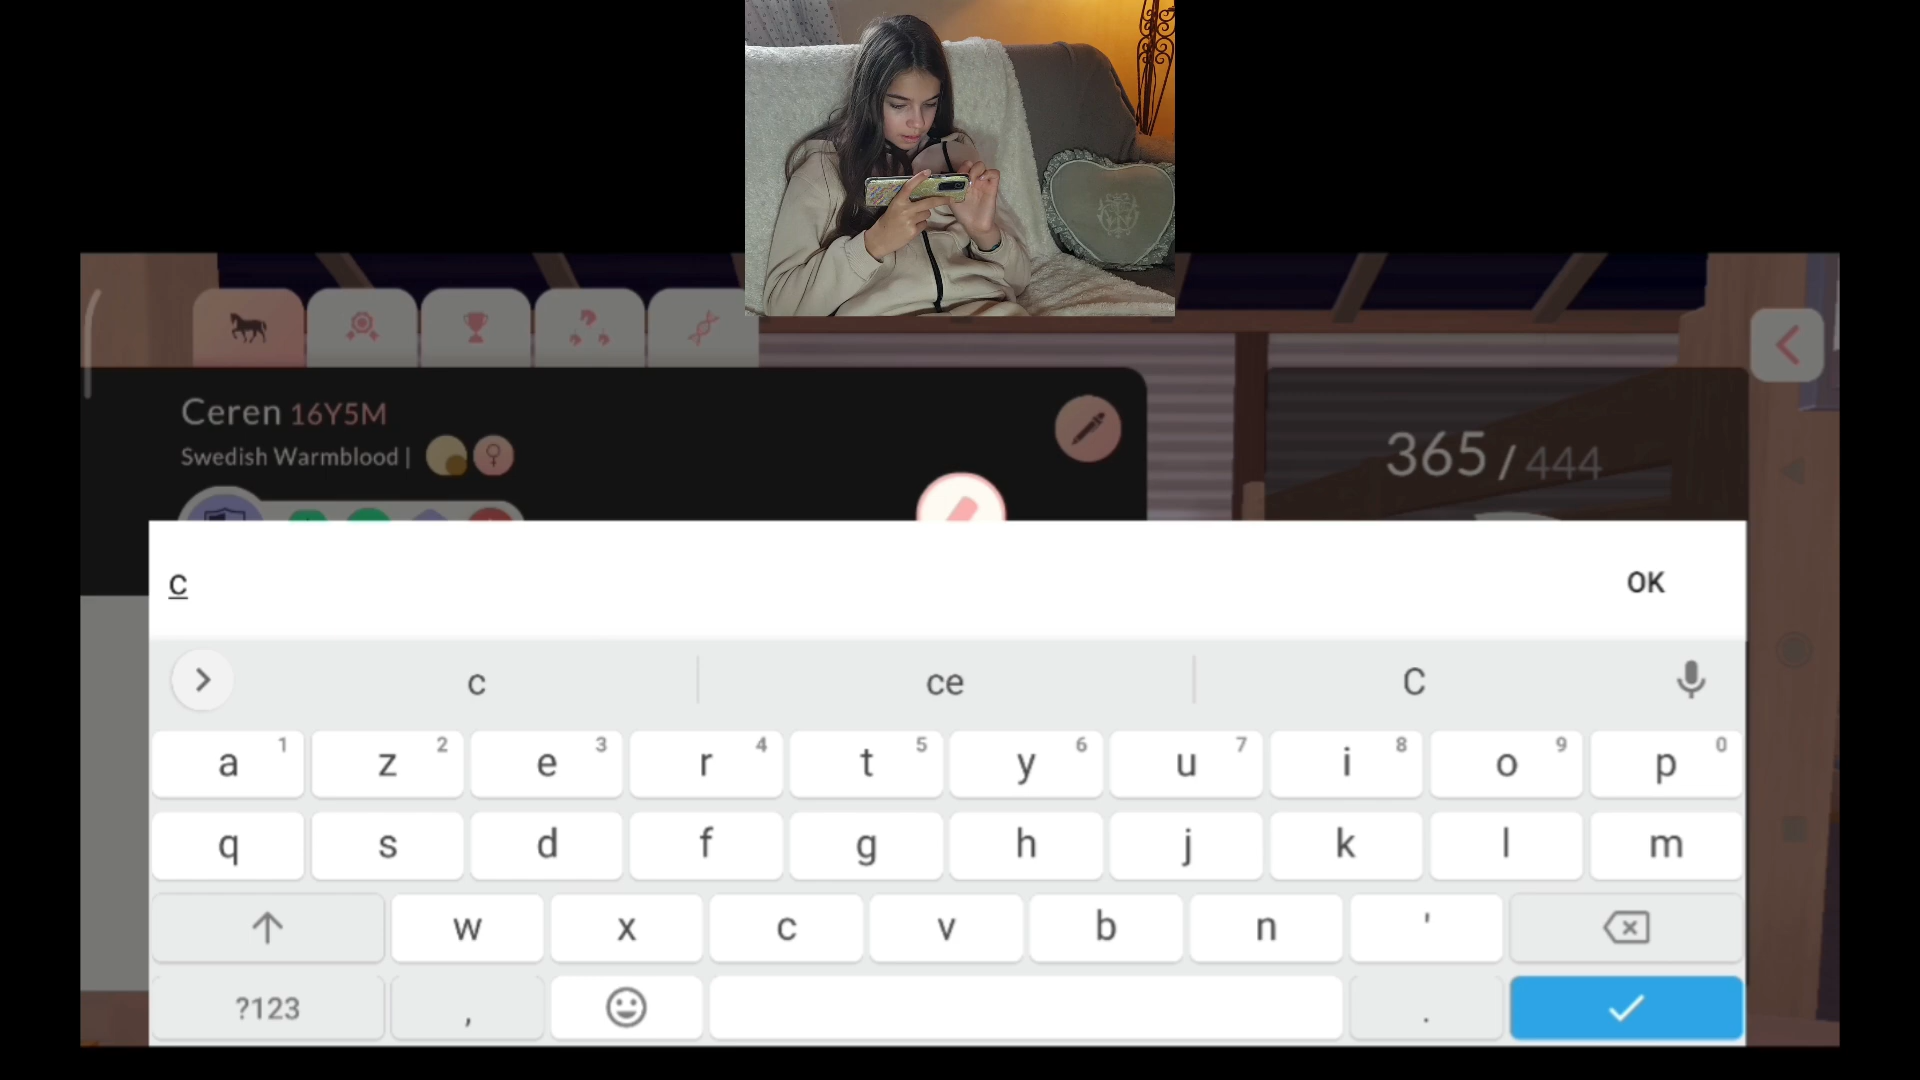 Ceren 16Y5M
Swedish Warmblood |
365 / 444
c
OK
c ce C
a 1 z 2 e 3 r 4 t 5 y 6 u 7 i 8 o 9 p 0
q s d f g h j k l m
w x c v b n '
?123 , .